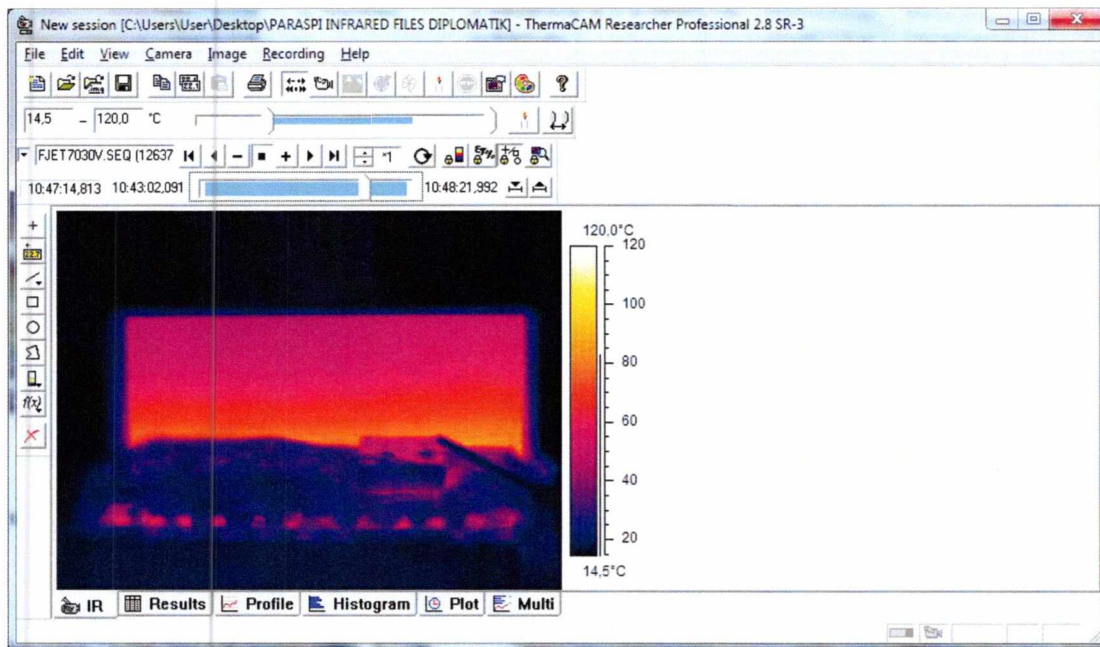 New session [C:\Users\User\Desktop\PARASPI INFRARED FILES DIPLOMATIK] - ThermaCAM Researcher Professional 2.8 SR-3
File Edit View Camera Image Recording Help
14,5 – 120,0 °C
FJET7030V.SEQ (12637 *1
10:47:14,813 10:43:02,091 10:48:21,992
120,0°C
120
100
80
60
40
20
14,5°C
f(x)
IR Results Profile Histogram Plot Multi